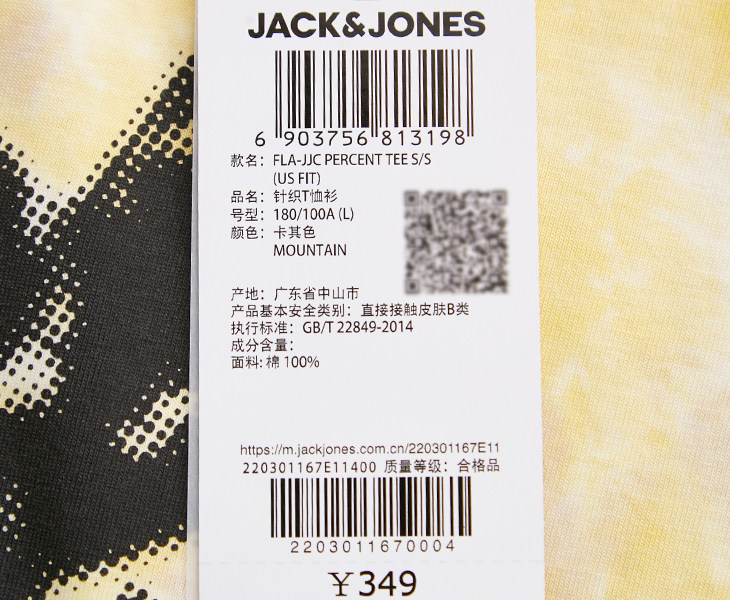 JACK&JONES
6 903756 813198
款名：FLA-JJC PERCENT TEE S/S
(US FIT)
品名：针织T恤衫
号型：180/100A (L)
颜色：卡其色
MOUNTAIN
产地：广东省中山市
产品基本安全类别：直接接触皮肤B类
执行标准：GB/T 22849-2014
成分含量：
面料: 棉 100%
https://m.jackjones.com.cn/220301167E11
220301167E11400 质量等级：合格品
2203011670004
￥349